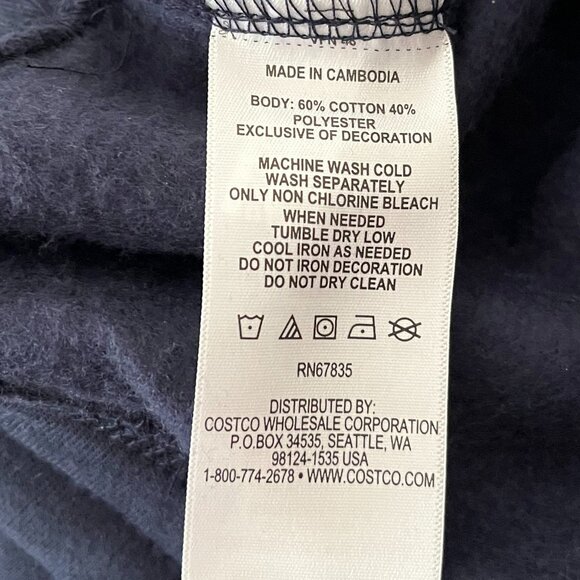 MADE IN CAMBODIA
BODY: 60% COTTON 40%
POLYESTER
EXCLUSIVE OF DECORATION
MACHINE WASH COLD
WASH SEPARATELY
ONLY NON CHLORINE BLEACH
WHEN NEEDED
TUMBLE DRY LOW
COOL IRON AS NEEDED
DO NOT IRON DECORATION
DO NOT DRY CLEAN
RN67835
DISTRIBUTED BY:
COSTCO WHOLESALE CORPORATION
P.O.BOX 34535, SEATTLE, WA
98124-1535 USA
1-800-774-2678 • WWW.COSTCO.COM